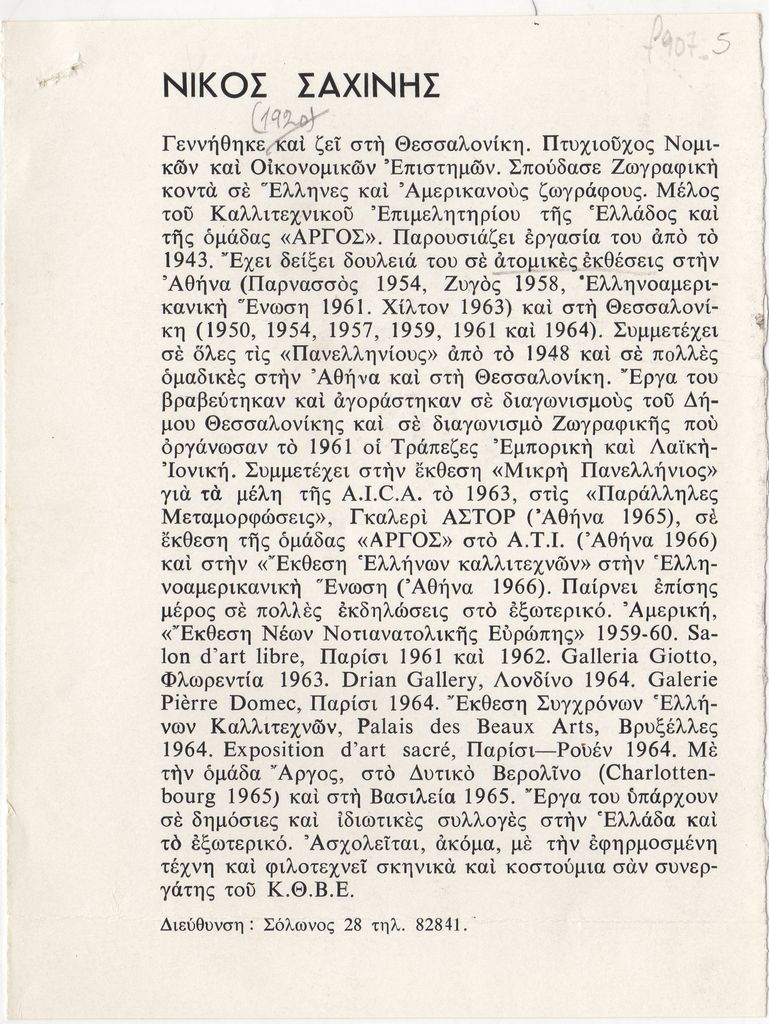 f907.5
ΝΙΚΟΣ ΣΑΧΙΝΗΣ
(1920)
Γεννήθηκε καὶ ζεῖ στὴ Θεσσαλονίκη. Πτυχιοῦχος Νομι-
κῶν καὶ Οἰκονομικῶν Ἐπιστημῶν. Σπούδασε Ζωγραφικὴ
κοντὰ σὲ Ἕλληνες καὶ Ἀμερικανοὺς ζωγράφους. Μέλος
τοῦ Καλλιτεχνικοῦ Ἐπιμελητηρίου τῆς Ἑλλάδος καὶ
τῆς ὁμάδας «ΑΡΓΟΣ». Παρουσιάζει ἐργασία του ἀπὸ τὸ
1943. Ἔχει δείξει δουλειά του σὲ ἀτομικὲς ἐκθέσεις στὴν
Ἀθήνα (Παρνασσὸς 1954, Ζυγὸς 1958, Ἑλληνοαμερι-
κανικὴ Ἕνωση 1961. Χίλτον 1963) καὶ στὴ Θεσσαλονί-
κη (1950, 1954, 1957, 1959, 1961 καὶ 1964). Συμμετέχει
σὲ ὅλες τὶς «Πανελληνίους» ἀπὸ τὸ 1948 καὶ σὲ πολλὲς
ὁμαδικὲς στὴν Ἀθήνα καὶ στὴ Θεσσαλονίκη. Ἔργα του
βραβεύτηκαν καὶ ἀγοράστηκαν σὲ διαγωνισμοὺς τοῦ Δή-
μου Θεσσαλονίκης καὶ σὲ διαγωνισμὸ Ζωγραφικῆς ποὺ
ὀργάνωσαν τὸ 1961 οἱ Τράπεζες Ἐμπορικὴ καὶ Λαϊκὴ-
Ἰονική. Συμμετέχει στὴν ἔκθεση «Μικρὴ Πανελλήνιος»
γιὰ τὰ μέλη τῆς A.I.C.A. τὸ 1963, στὶς «Παράλληλες
Μεταμορφώσεις», Γκαλερὶ ΑΣΤΟΡ (Ἀθήνα 1965), σὲ
ἔκθεση τῆς ὁμάδας «ΑΡΓΟΣ» στὸ Α.Τ.Ι. (Ἀθήνα 1966)
καὶ στὴν «Ἔκθεση Ἑλλήνων καλλιτεχνῶν» στὴν Ἑλλη-
νοαμερικανικὴ Ἕνωση (Ἀθήνα 1966). Παίρνει ἐπίσης
μέρος σὲ πολλὲς ἐκδηλώσεις στὸ ἐξωτερικό. Ἀμερική,
«Ἔκθεση Νέων Νοτιανατολικῆς Εὐρώπης» 1959-60. Sa-
lon d'art libre, Παρίσι 1961 καὶ 1962. Galleria Giotto,
Φλωρεντία 1963. Drian Gallery, Λονδίνο 1964. Galerie
Pièrre Domec, Παρίσι 1964. Ἔκθεση Συγχρόνων Ἑλλή-
νων Καλλιτεχνῶν, Palais des Beaux Arts, Βρυξέλλες
1964. Exposition d'art sacré, Παρίσι—Ρουέν 1964. Μὲ
τὴν ὁμάδα Ἄργος, στὸ Δυτικὸ Βερολῖνο (Charlotten-
bourg 1965) καὶ στὴ Βασιλεία 1965. Ἔργα του ὑπάρχουν
σὲ δημόσιες καὶ ἰδιωτικὲς συλλογὲς στὴν Ἑλλάδα καὶ
τὸ ἐξωτερικό. Ἀσχολεῖται, ἀκόμα, μὲ τὴν ἐφηρμοσμένη
τέχνη καὶ φιλοτεχνεῖ σκηνικὰ καὶ κοστούμια σὰν συνερ-
γάτης τοῦ Κ.Θ.Β.Ε.
Διεύθυνση : Σόλωνος 28 τηλ. 82841.